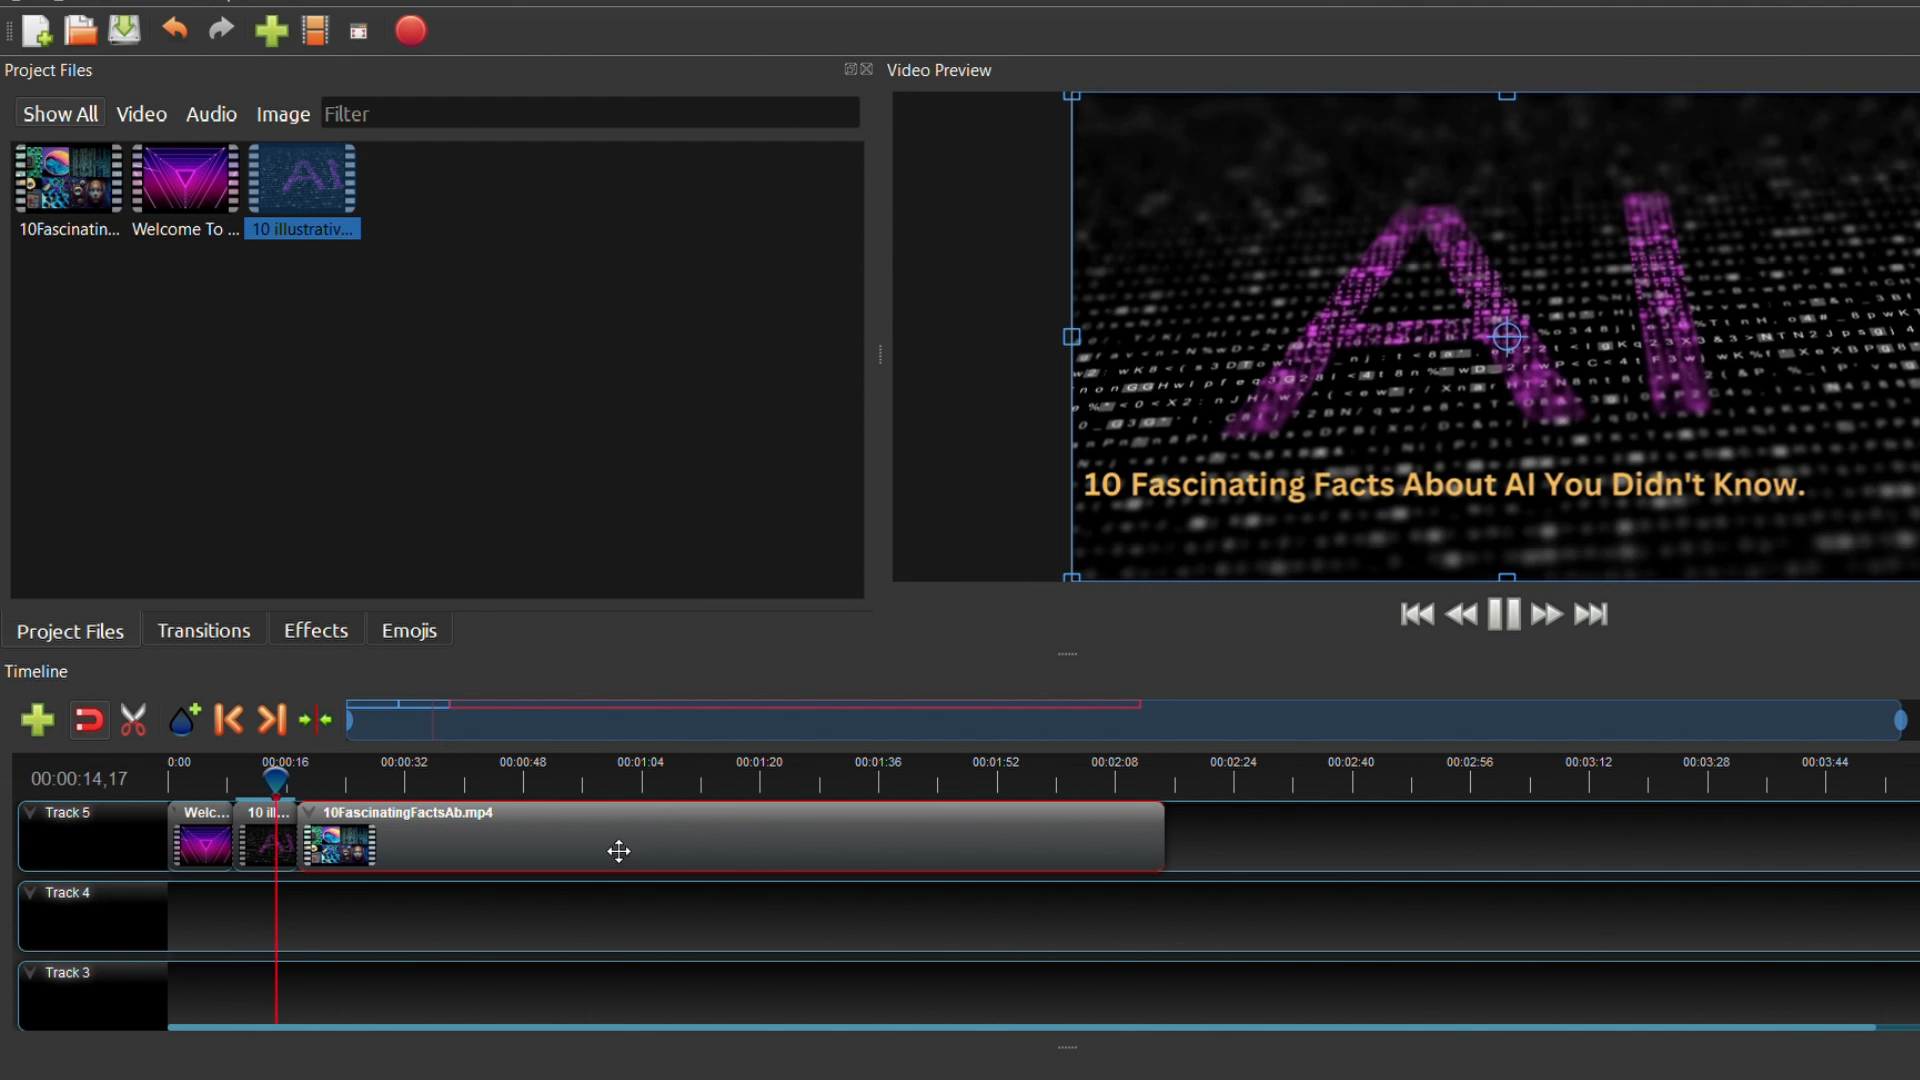 Project Files
Video Preview
Show All Video Audio Image Filter
10Fascinatin... Welcome To ... 10 illustrativ...
10 Fascinating Facts About AI You Didn't Know.
Project Files Transitions Effects Emojis
Timeline
00:00:14,17
0:00 00:00:16 00:00:32 00:00:48 00:01:04 00:01:20 00:01:36 00:01:52 00:02:08 00:02:24 00:02:40 00:02:56 00:03:12 00:03:28 00:03:44
Track 5
Welc... 10 ill... 10FascinatingFactsAb.mp4
Track 4
Track 3